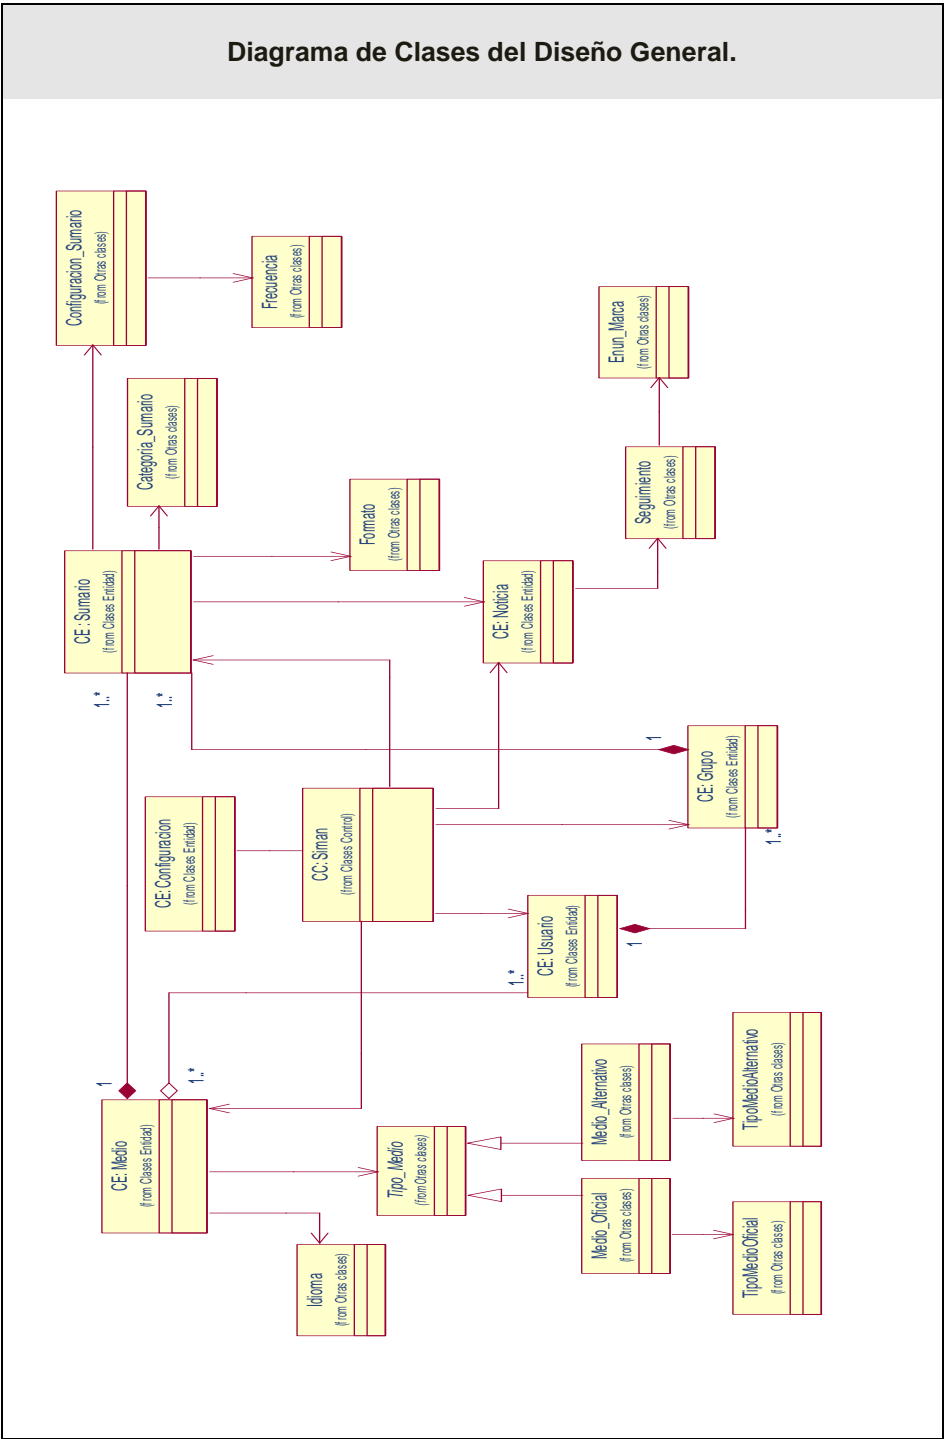 Diagrama de Clases del Diseño General.
Configuracion_Sumario
(from Otras clases)
Frecuencia
(from Otras clases)
Enun_Marca
(from Otras clases)
Categoria_Sumario
(from Otras clases)
Seguimiento
(from Otras clases)
Formato
(from Otras clases)
CE : Sumario
(from Clases Entidad)
1..*
1..*
CE: Noticia
(from Clases Entidad)
CE: Configuracion
(from Clases Entidad)
CC: Siman
(from Clases Control)
1
CE: Grupo
(from Clases Entidad)
1..*
CE: Usuario
(from Clases Entidad)
1..*
1
1
1..*
CE: Medio
(from Clases Entidad)
Tipo_Medio
(from Otras clases)
Medio_Alternativo
(from Otras clases)
TipoMedioAlternativo
(from Otras clases)
Idioma
(from Otras clases)
Medio_Oficial
(from Otras clases)
TipoMedioOficial
(from Otras clases)